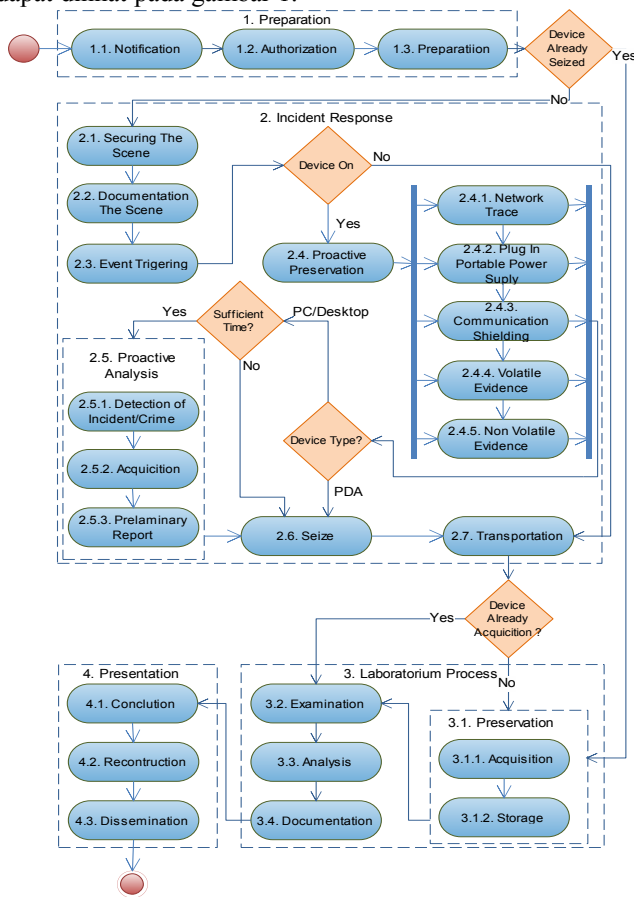 dapat dilihat pada gambar 1.
1. Preparation
1.1. Notification
1.2. Authorization
1.3. Preparatiion
Device
Already
Seized
Yes
No
2. Incident Response
2.1. Securing The
Scene
2.2. Documentation
The Scene
2.3. Event Trigering
Device On
No
Yes
2.4. Proactive
Preservation
2.4.1. Network
Trace
2.4.2. Plug In
Portable Power
Suply
2.4.3.
Communication
Shielding
2.4.4. Volatile
Evidence
2.4.5. Non Volatile
Evidence
Yes
Sufficient
Time?
PC/Desktop
No
2.5. Proactive
Analysis
2.5.1. Detection of
Incident/Crime
2.5.2. Acquicition
2.5.3. Prelaminary
Report
Device Type?
PDA
2.6. Seize
2.7. Transportation
Device
Already
Acquicition ?
Yes
No
4. Presentation
4.1. Conclution
4.2. Recontruction
4.3. Dissemination
3. Laboratorium Process
3.2. Examination
3.3. Analysis
3.4. Documentation
3.1. Preservation
3.1.1. Acquisition
3.1.2. Storage